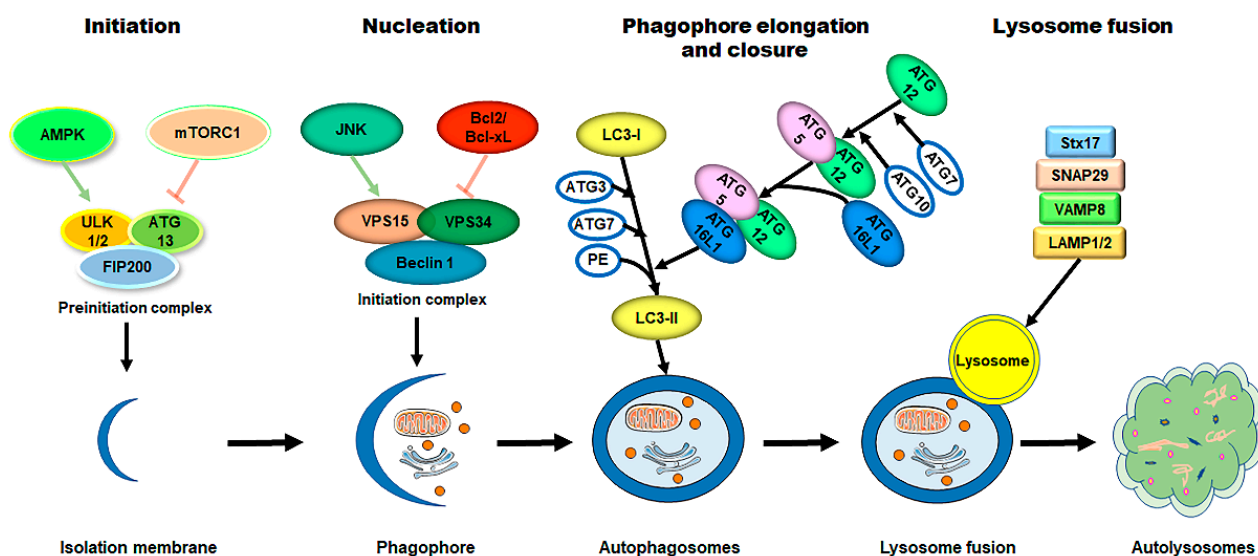 Initiation
Nucleation
Phagophore elongation
and closure
Lysosome fusion
AMPK
mTORC1
ULK
1/2
ATG
13
FIP200
Preinitiation complex
JNK
Bcl2/
Bcl-xL
VPS15
VPS34
Beclin 1
Initiation complex
LC3-I
ATG3
ATG7
PE
LC3-II
ATG
5
ATG
16L1
ATG
12
ATG
5
ATG
12
ATG
16L1
ATG
12
ATG10
ATG7
Stx17
SNAP29
VAMP8
LAMP1/2
Lysosome
Isolation membrane
Phagophore
Autophagosomes
Lysosome fusion
Autolysosomes